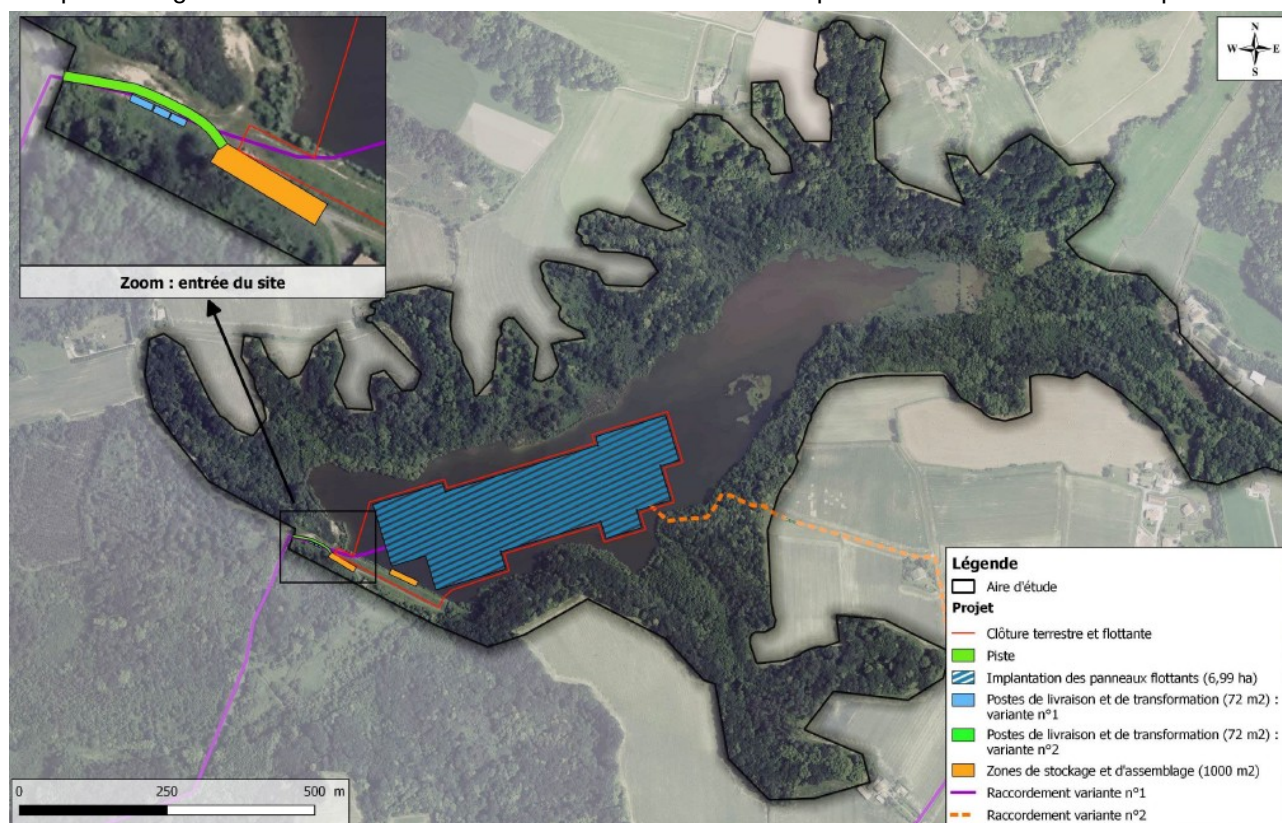 N
W E
S
Zoom : entrée du site
Légende
Aire d'étude
Projet
Clôture terrestre et flottante
Piste
Implantation des panneaux flottants (6,99 ha)
Postes de livraison et de transformation (72 m2) :
variante n°1
Postes de livraison et de transformation (72 m2) :
variante n°2
Zones de stockage et d'assemblage (1000 m2)
Raccordement variante n°1
Raccordement variante n°2
0 250 500 m